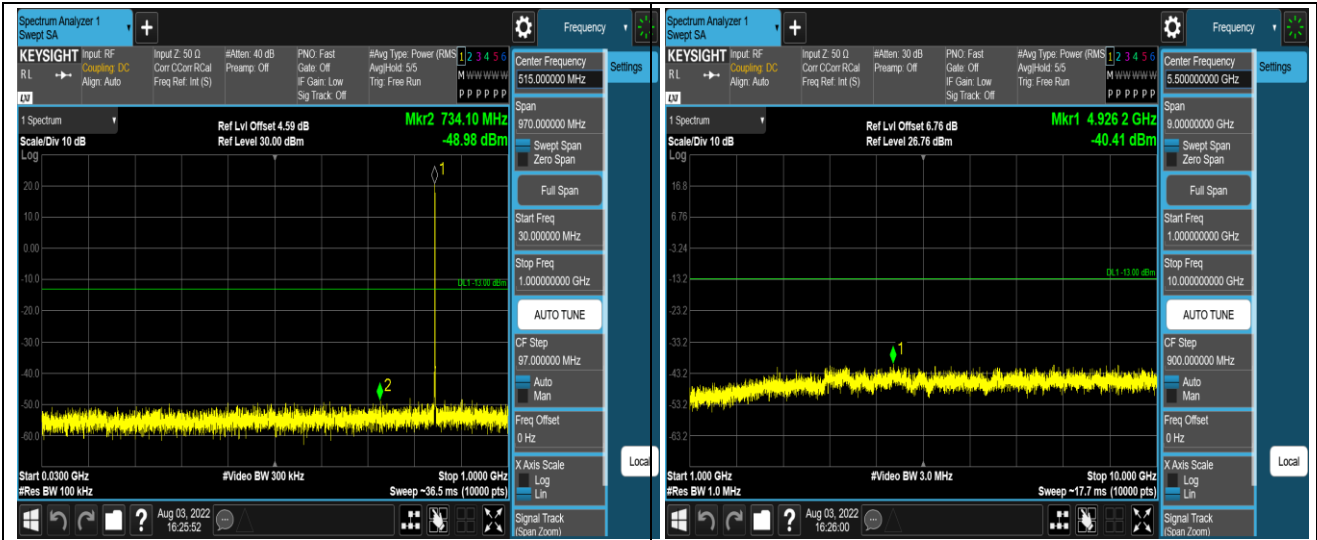 Spectrum Analyzer 1
Swept SA
+
Frequency
KEYSIGHT
Input: RF
Coupling: DC
Align: Auto
Input Z: 50 Ω
Corr CCorr RCal
Freq Ref: Int (S)
#Atten: 40 dB
Preamp: Off
PNO: Fast
Gate: Off
IF Gain: Low
Sig Track: Off
#Avg Type: Power (RMS
Avg|Hold: 5/5
Trig: Free Run
1 2 3 4 5 6
M W W W W W
P P P P P P
R L
LXI
1 Spectrum
Scale/Div 10 dB
Log
Ref Lvl Offset 4.59 dB
Ref Level 30.00 dBm
Mkr2 734.10 MHz
-48.98 dBm
1
20.0
10.0
0.00
-10.0
DL1 -13.00 dBm
-20.0
-30.0
-40.0
2
-50.0
-60.0
Start 0.0300 GHz
#Res BW 100 kHz
#Video BW 300 kHz
Stop 1.0000 GHz
Sweep ~36.5 ms (10000 pts)
Aug 03, 2022
16:25:52
Center Frequency
515.000000 MHz
Settings
Span
970.000000 MHz
Swept Span
Zero Span
Full Span
Start Freq
30.000000 MHz
Stop Freq
1.000000000 GHz
AUTO TUNE
CF Step
97.000000 MHz
Auto
Man
Freq Offset
0 Hz
X Axis Scale
Log
Lin
Local
Signal Track
(Span Zoom)
Spectrum Analyzer 1
Swept SA
+
Frequency
KEYSIGHT
Input: RF
Coupling: DC
Align: Auto
Input Z: 50 Ω
Corr CCorr RCal
Freq Ref: Int (S)
#Atten: 30 dB
Preamp: Off
PNO: Fast
Gate: Off
IF Gain: Low
Sig Track: Off
#Avg Type: Power (RMS
Avg|Hold: 5/5
Trig: Free Run
1 2 3 4 5 6
M W W W W W
P P P P P P
R L
LXI
1 Spectrum
Scale/Div 10 dB
Log
Ref Lvl Offset 6.76 dB
Ref Level 26.76 dBm
Mkr1 4.926 2 GHz
-40.41 dBm
16.8
6.76
-3.24
-13.2
DL1 -13.00 dBm
-23.2
-33.2
1
-43.2
-53.2
-63.2
Start 1.000 GHz
#Res BW 1.0 MHz
#Video BW 3.0 MHz
Stop 10.000 GHz
Sweep ~17.7 ms (10000 pts)
Aug 03, 2022
16:26:00
Center Frequency
5.500000000 GHz
Settings
Span
9.00000000 GHz
Swept Span
Zero Span
Full Span
Start Freq
1.000000000 GHz
Stop Freq
10.000000000 GHz
AUTO TUNE
CF Step
900.000000 MHz
Auto
Man
Freq Offset
0 Hz
X Axis Scale
Log
Lin
Local
Signal Track
(Span Zoom)